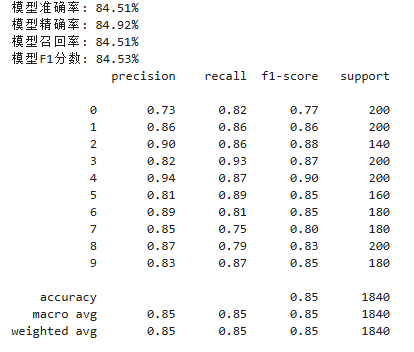 模型准确率: 84.51%
模型精确率: 84.92%
模型召回率: 84.51%
模型F1分数: 84.53%
precision recall f1-score support
0 0.73 0.82 0.77 200
1 0.86 0.86 0.86 200
2 0.90 0.86 0.88 140
3 0.82 0.93 0.87 200
4 0.94 0.87 0.90 200
5 0.81 0.89 0.85 160
6 0.89 0.81 0.85 180
7 0.85 0.75 0.80 180
8 0.87 0.79 0.83 200
9 0.83 0.87 0.85 180
accuracy 0.85 1840
macro avg 0.85 0.85 0.85 1840
weighted avg 0.85 0.85 0.85 1840